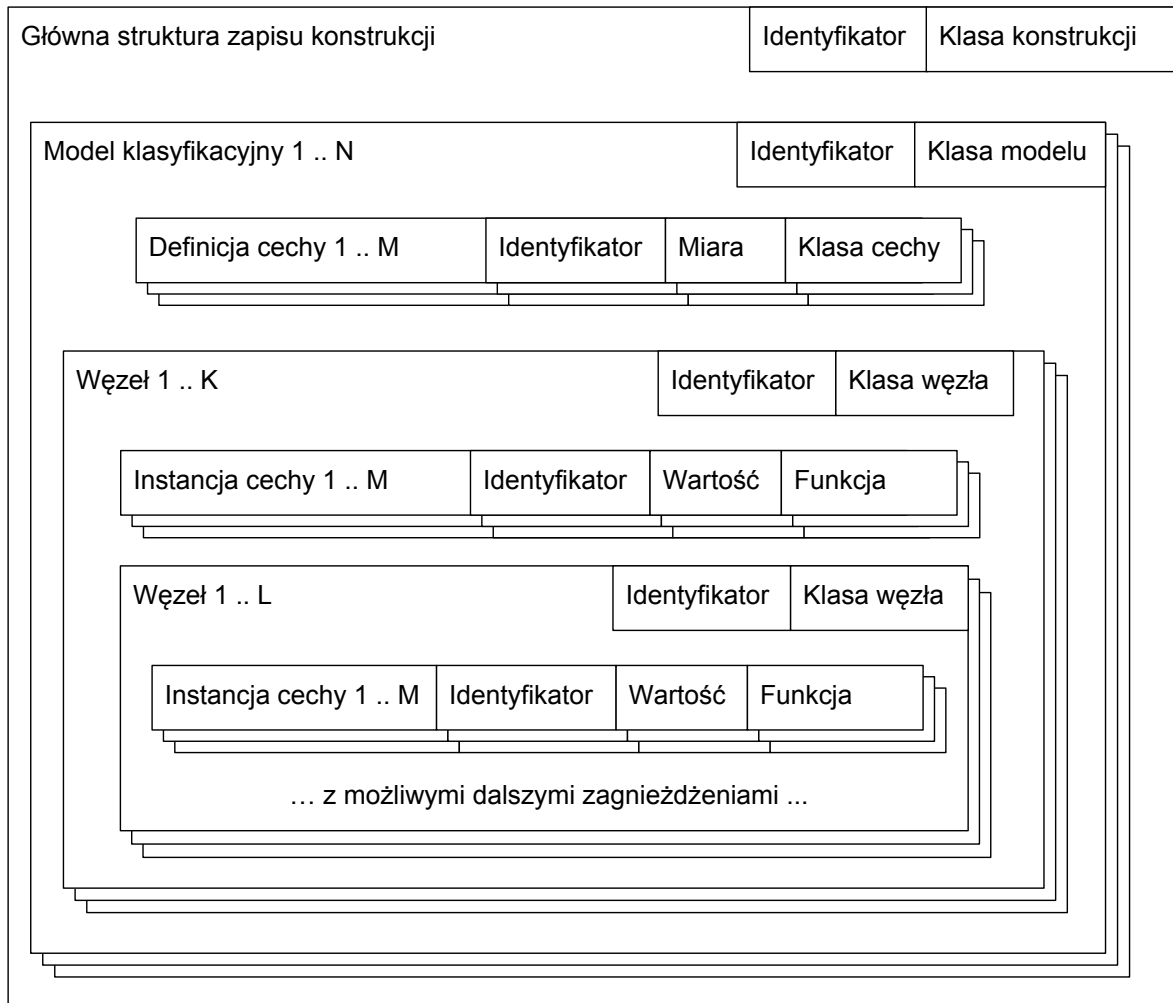 Główna struktura zapisu konstrukcji Identyfikator Klasa konstrukcji
Model klasyfikacyjny 1 .. N Identyfikator Klasa modelu
Definicja cechy 1 .. M Identyfikator Miara Klasa cechy
Węzeł 1 .. K Identyfikator Klasa węzła
Instancja cechy 1 .. M Identyfikator Wartość Funkcja
Węzeł 1 .. L Identyfikator Klasa węzła
Instancja cechy 1 .. M Identyfikator Wartość Funkcja
… z możliwymi dalszymi zagnieżdżeniami ...